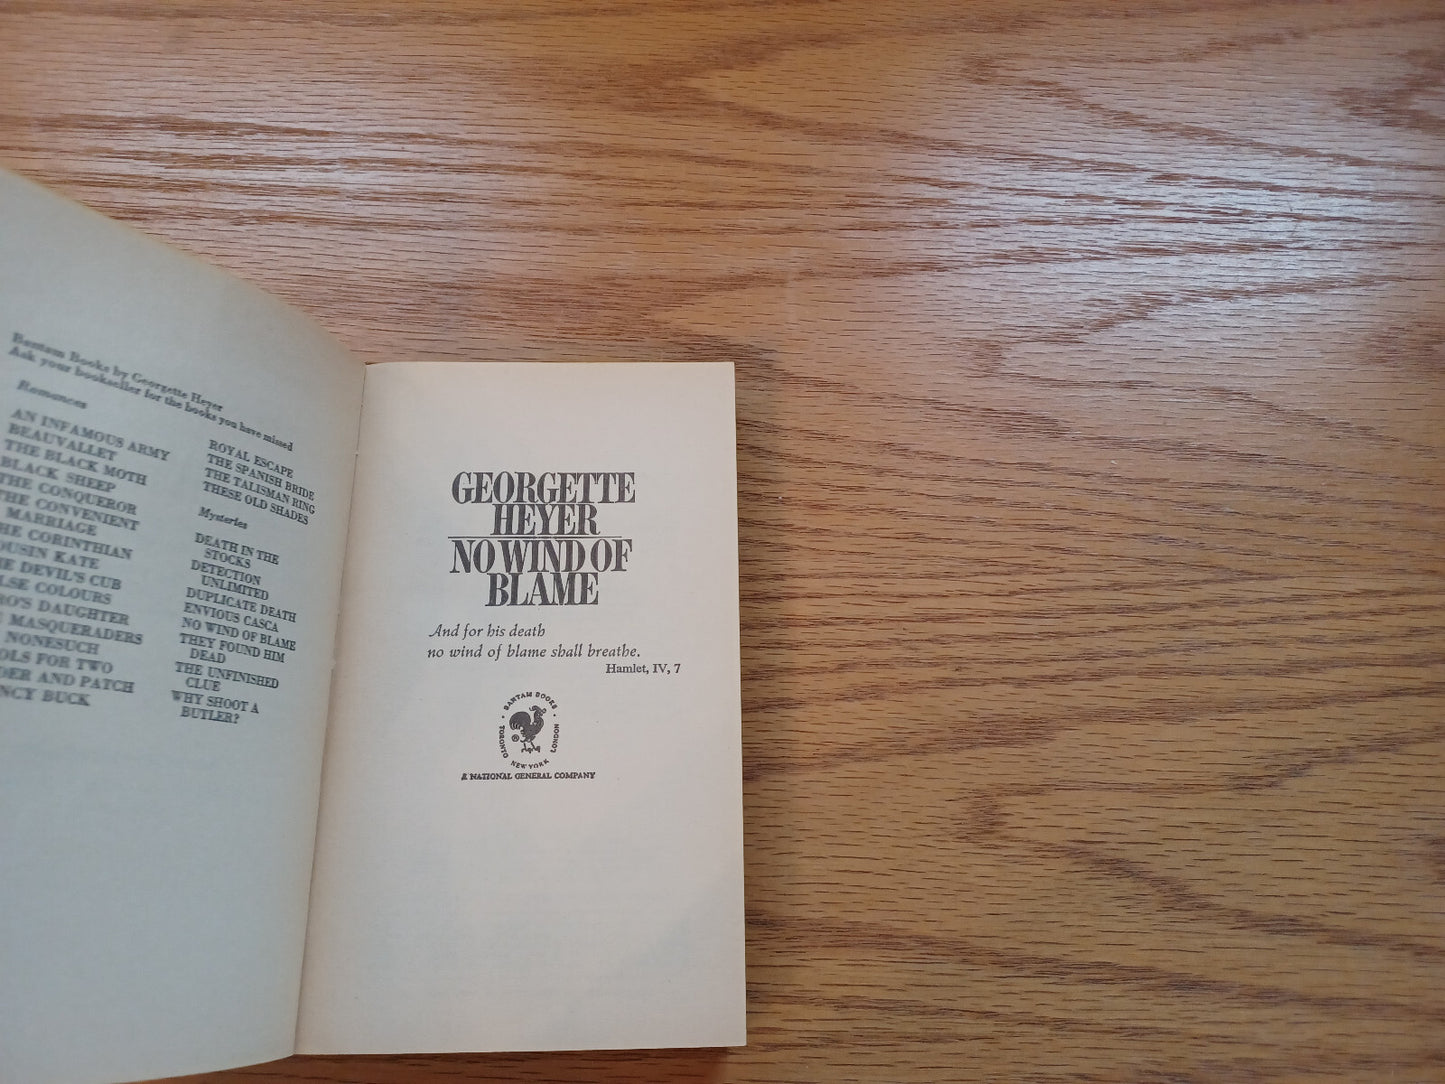 Bantam Books by Georgette Heyer
Ask your bookseller for the books you have missed
Romances
AN INFAMOUS ARMY
BEAUVALLET
THE BLACK MOTH
BLACK SHEEP
THE CONQUEROR
THE CONVENIENT
MARRIAGE
THE CORINTHIAN
COUSIN KATE
DEVIL'S CUB
COLOURS
DAUGHTER
MASQUERADERS
NONESUCH
FOR TWO
AND PATCH
BUCK
ROYAL ESCAPE
THE SPANISH BRIDE
THE TALISMAN RING
THESE OLD SHADES
Mysteries
DEATH IN THE
STOCKS
DETECTION
UNLIMITED
DUPLICATE DEATH
ENVIOUS CASCA
NO WIND OF BLAME
THEY FOUND HIM
DEAD
THE UNFINISHED
CLUE
WHY SHOOT A
BUTLER?
GEORGETTE
HEYER
NO WIND OF
BLAME
And for his death
no wind of blame shall breathe.
Hamlet, IV, 7
BANTAM BOOKS
TORONTO · NEW YORK · LONDON
®
A NATIONAL GENERAL COMPANY